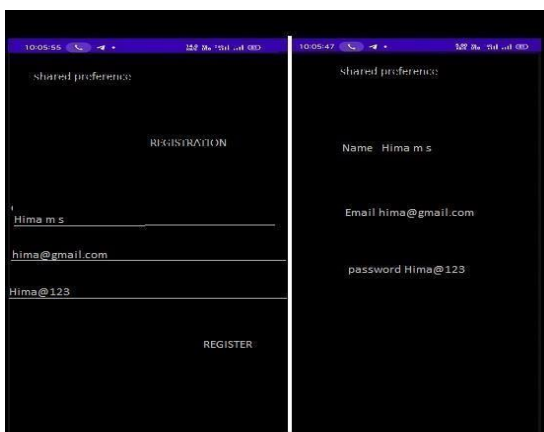 10:05:55
shared preference
REGISTRATION
Hima m s
hima@gmail.com
Hima@123
REGISTER
10:05:47
shared preference
Name Hima m s
Email hima@gmail.com
password Hima@123